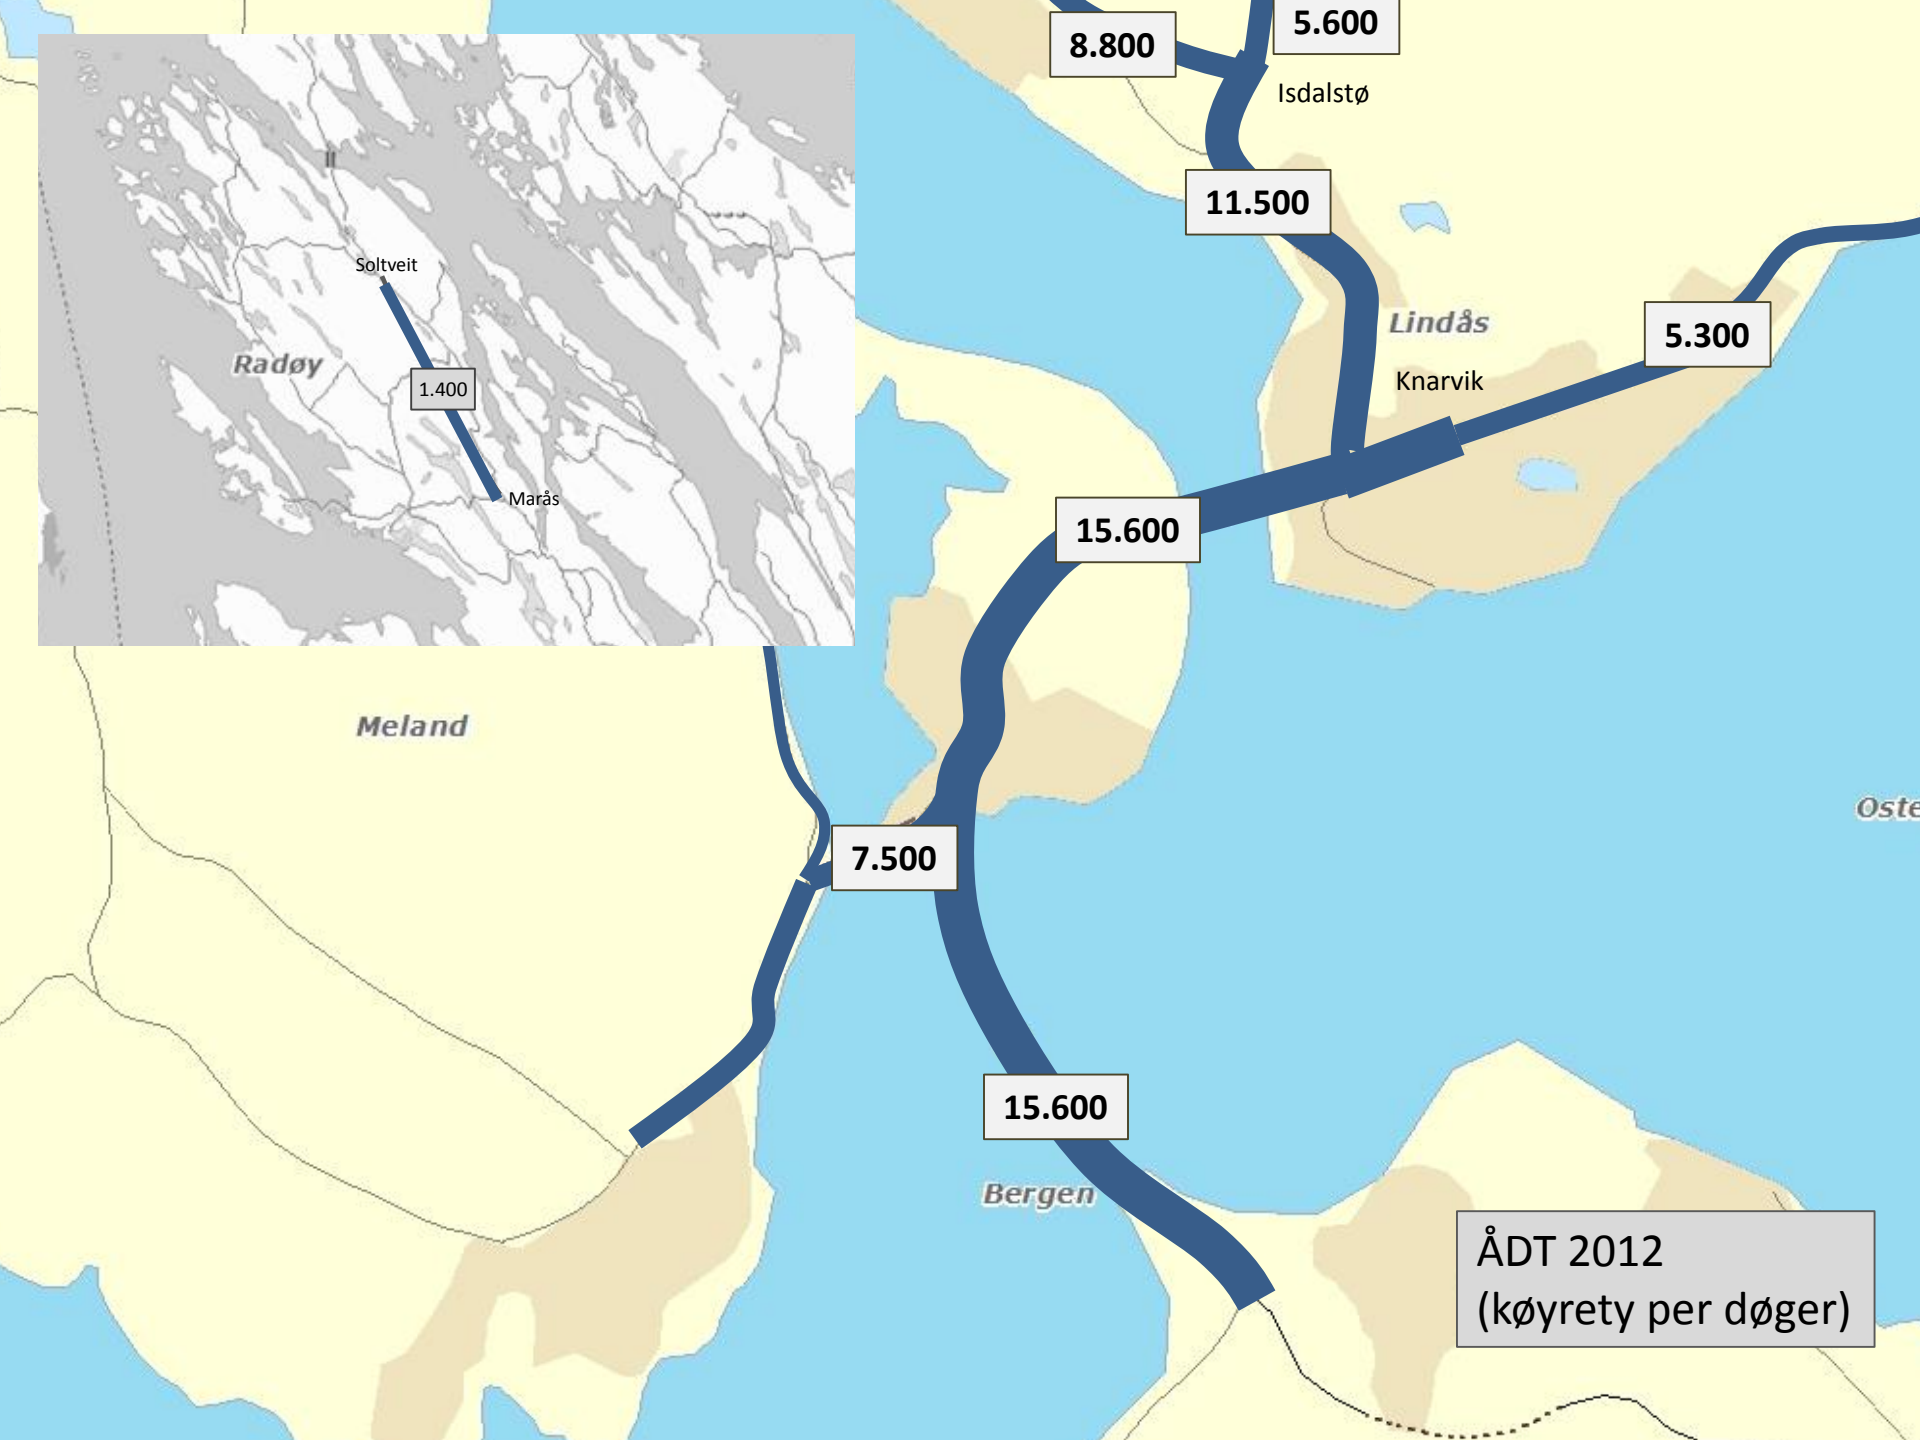 5.600
8.800
Isdalstø
11.500
Soltveit
Lindås
5.300
Radøy
Knarvik
1.400
Marås
15.600
Meland
Oste
7.500
15.600
Bergen
ÅDT 2012
(køyrety per døger)